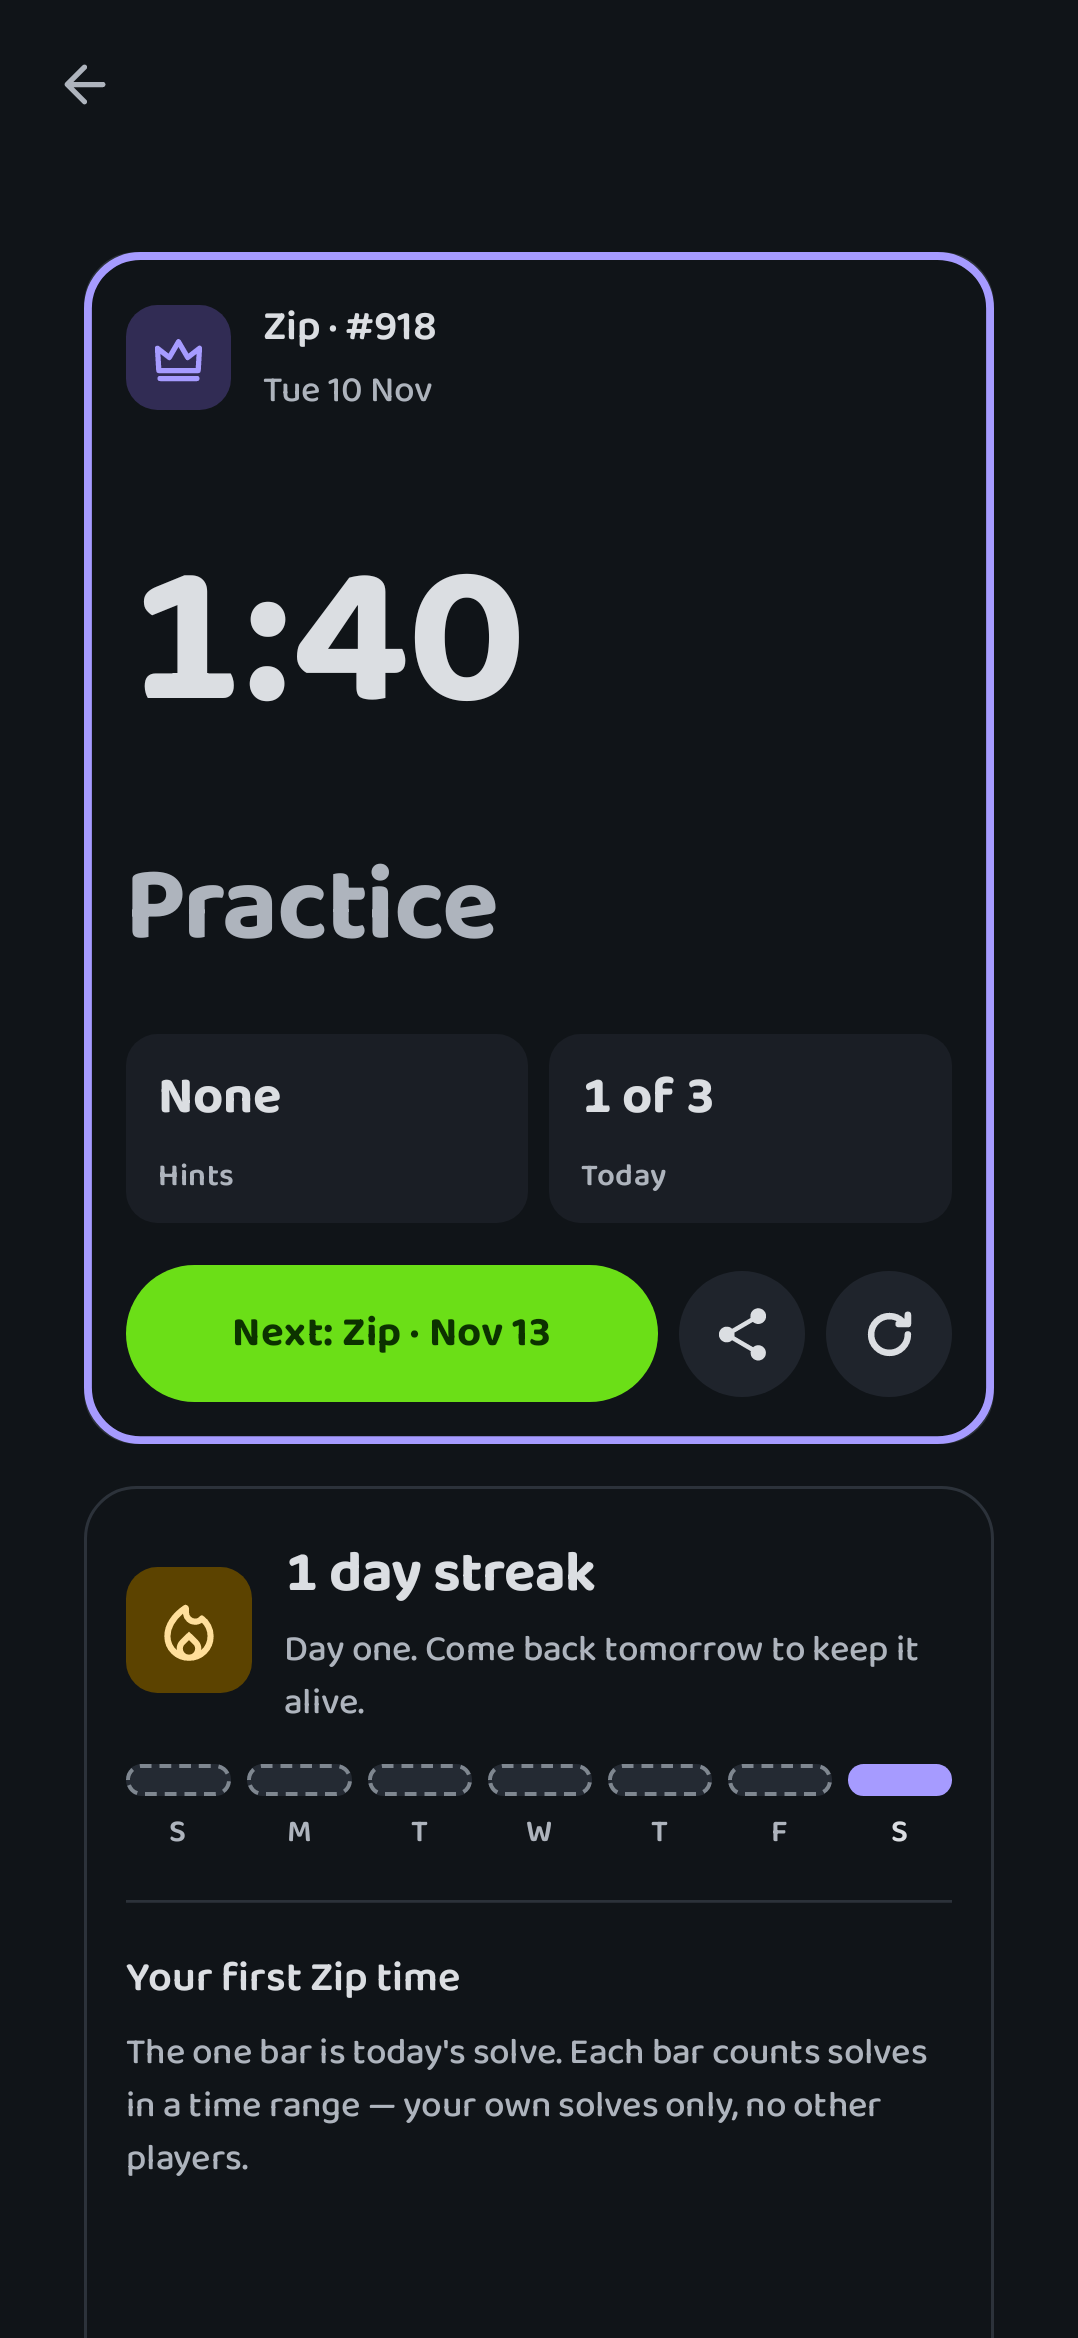 Zip · #918
Tue 10 Nov
1:40
Practice
None
Hints
1 of 3
Today
Next: Zip · Nov 13
1 day streak
Day one. Come back tomorrow to keep it
alive.
S M T W T F S
Your first Zip time
The one bar is today's solve. Each bar counts solves
in a time range — your own solves only, no other
players.